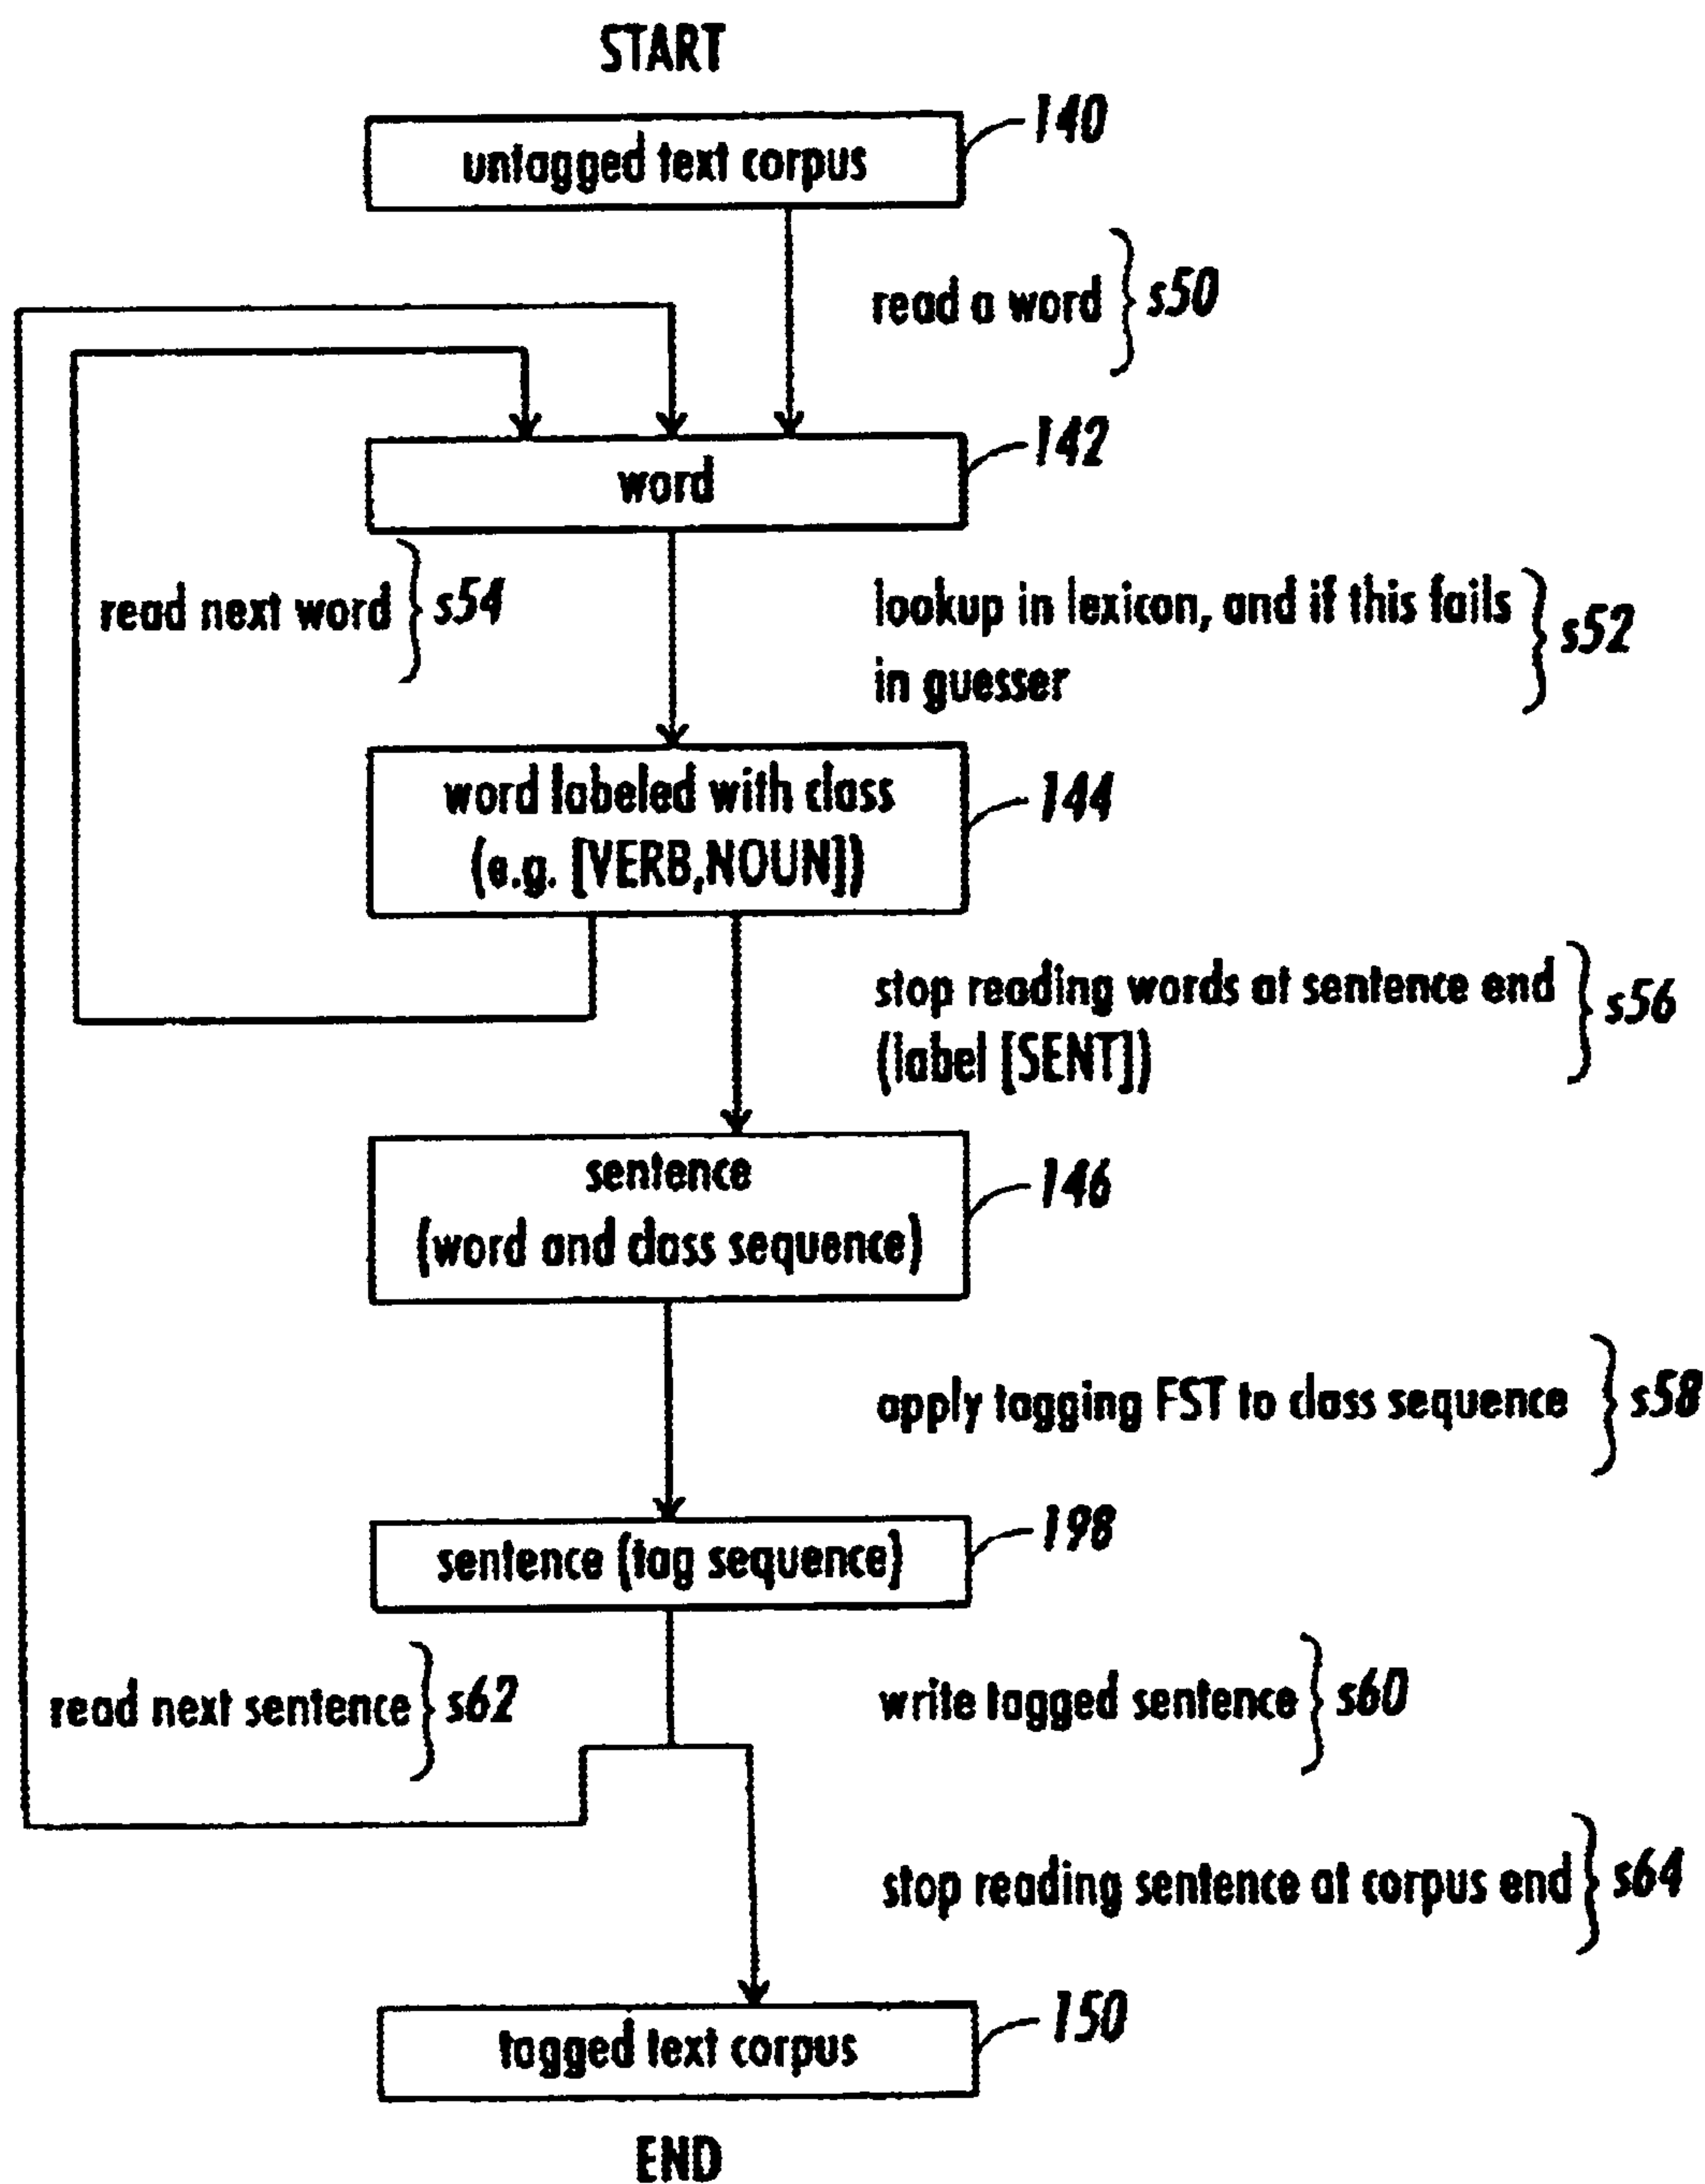 START
untagged text corpus
140
read a word
s50
word
142
read next word
s54
lookup in lexicon, and if this fails
in guesser
s52
word labeled with class
(e.g. [VERB,NOUN])
144
stop reading words at sentence end
(label [SENT])
s56
sentence
(word and class sequence)
146
apply tagging FST to class sequence
s58
sentence (tag sequence)
198
read next sentence
s62
write tagged sentence
s60
stop reading sentence at corpus end
s64
tagged text corpus
150
END